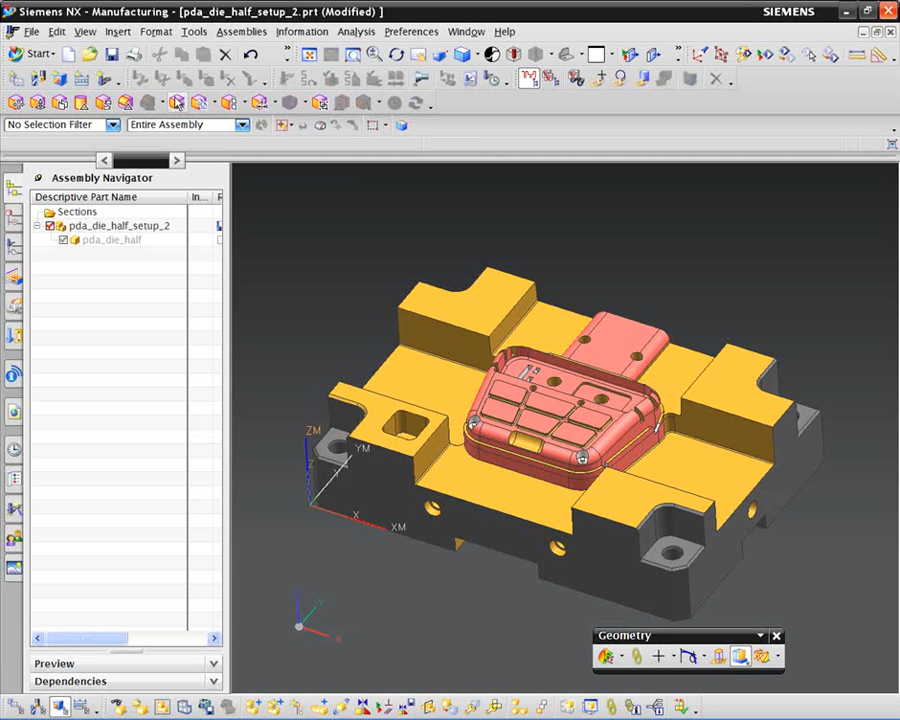 Siemens NX - Manufacturing - [pda_die_half_setup_2.prt (Modified) ]
SIEMENS
File Edit View Insert Format Tools Assemblies Information Analysis Preferences Window Help
Start
No Selection Filter
Entire Assembly
Assembly Navigator
Descriptive Part Name In... R
Sections
pda_die_half_setup_2
pda_die_half
ZM
YM
Z
Y
X
XM
Geometry
Preview
Dependencies